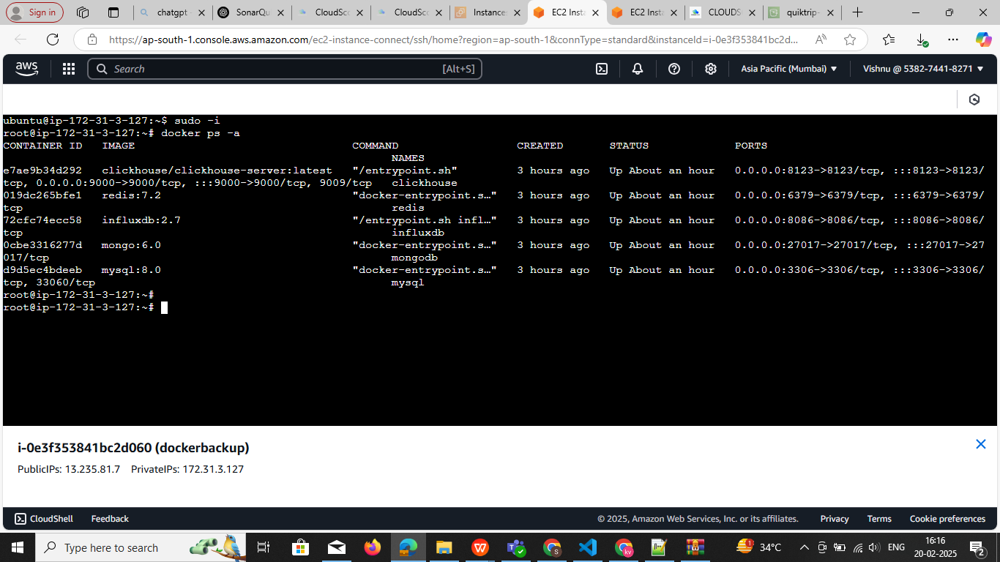 Sign in
chatgpt
SonarQu
CloudSco
CloudSco
Instance
EC2 Insta
EC2 Insta
CLOUDS
quiktrip-
https://ap-south-1.console.aws.amazon.com/ec2-instance-connect/ssh/home?region=ap-south-1&connType=standard&instanceId=i-0e3f353841bc2d...
aws
Search
[Alt+S]
Asia Pacific (Mumbai)
Vishnu @ 5382-7441-8271
ubuntu@ip-172-31-3-127:~$ sudo -i
root@ip-172-31-3-127:~# docker ps -a
CONTAINER ID   IMAGE                                 COMMAND                  CREATED       STATUS             PORTS
NAMES
e7ae9b34d292   clickhouse/clickhouse-server:latest   "/entrypoint.sh"         3 hours ago   Up About an hour   0.0.0.0:8123->8123/tcp, :::8123->8123/
tcp, 0.0.0.0:9000->9000/tcp, :::9000->9000/tcp, 9009/tcp   clickhouse
019dc265bfe1   redis:7.2                             "docker-entrypoint.s…"   3 hours ago   Up About an hour   0.0.0.0:6379->6379/tcp, :::6379->6379/
tcp                                                        redis
72cfc74ecc58   influxdb:2.7                          "/entrypoint.sh infl…"   3 hours ago   Up About an hour   0.0.0.0:8086->8086/tcp, :::8086->8086/
tcp                                                        influxdb
0cbe3316277d   mongo:6.0                             "docker-entrypoint.s…"   3 hours ago   Up About an hour   0.0.0.0:27017->27017/tcp, :::27017->27
017/tcp                                                    mongodb
d9d5ec4bdeeb   mysql:8.0                             "docker-entrypoint.s…"   3 hours ago   Up About an hour   0.0.0.0:3306->3306/tcp, :::3306->3306/
tcp, 33060/tcp                                             mysql
root@ip-172-31-3-127:~#
root@ip-172-31-3-127:~#
i-0e3f353841bc2d060 (dockerbackup)
PublicIPs: 13.235.81.7 PrivateIPs: 172.31.3.127
CloudShell
Feedback
© 2025, Amazon Web Services, Inc. or its affiliates.
Privacy
Terms
Cookie preferences
Type here to search
34°C
ENG
16:16
20-02-2025
2